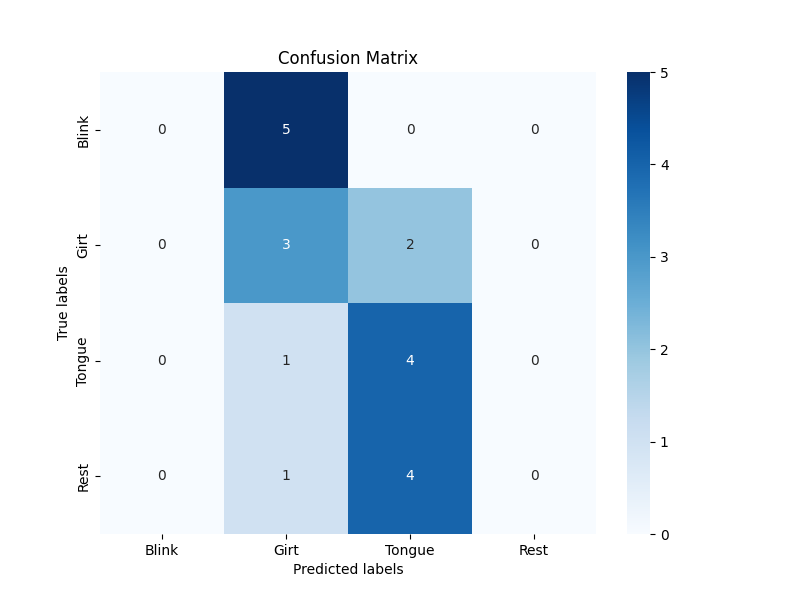 Confusion Matrix
Blink 0 5 0 0
Girt 0 3 2 0
Tongue 0 1 4 0
Rest 0 1 4 0
True labels
Blink Girt Tongue Rest
Predicted labels
5
4
3
2
1
0